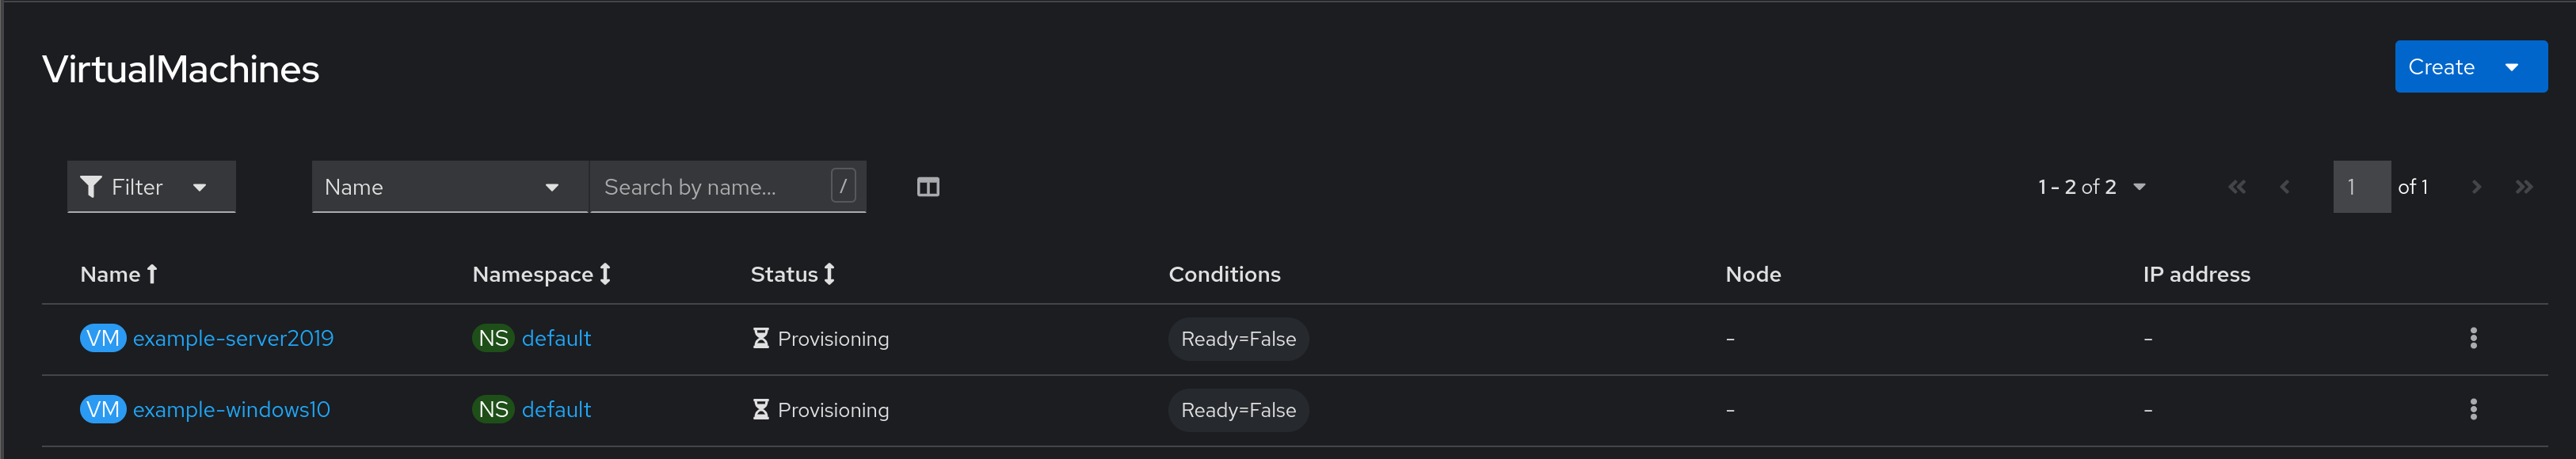 VirtualMachines
Create
Filter Name Search by name... / 1 - 2 of 2 1 of 1
Name Namespace Status Conditions Node IP address
VM example-server2019 NS default Provisioning Ready=False - -
VM example-windows10 NS default Provisioning Ready=False - -